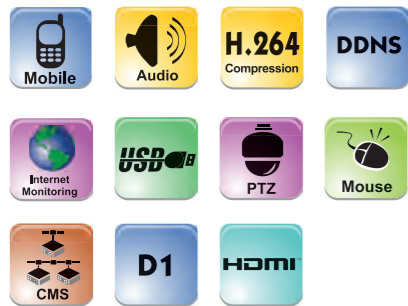 Mobile
Audio
H.264
Compression
DDNS
Internet
Monitoring
USB
PTZ
Mouse
CMS
D1
HDMI